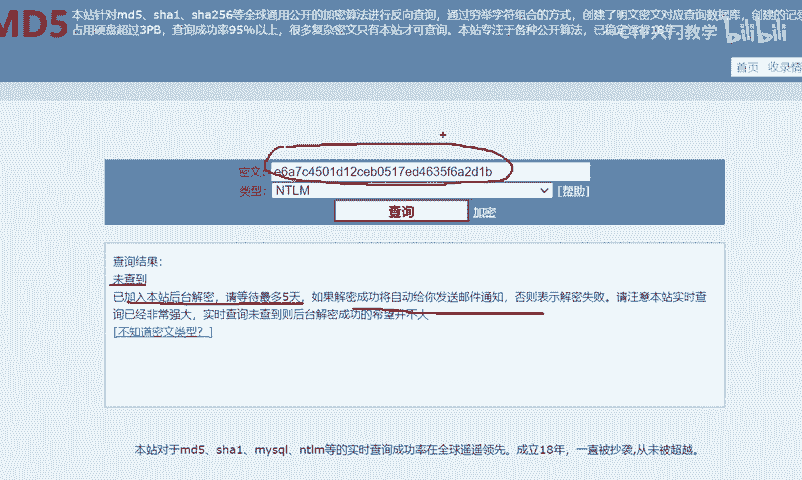 MD5
本站针对md5、sha1、sha256等全球通用公开的加密算法进行反向查询，通过穷举字符组合的方式，创建了明文密文对应查询数据库，创建的记录
占用硬盘超过3PB，查询成功率95%以上，很多复杂密文只有本站才可查询。本站专注于各种公开算法，已稳定运行18年。
CTF入门教学 bilibili
首页 收录情
密文: e6a7c4501d12ceb0517ed4635f6a2d1b
类型: NTLM [帮助]
查询 加密
查询结果:
未查到
已加入本站后台解密，请等待最多5天，如果解密成功将自动给你发送邮件通知，否则表示解密失败。请注意本站实时查
询已经非常强大，实时查询未查到则后台解密成功的希望并不大
[不知道密文类型？]
本站对于md5、sha1、mysql、ntlm等的实时查询成功率在全球遥遥领先。成立18年，一直被抄袭,从未被超越。